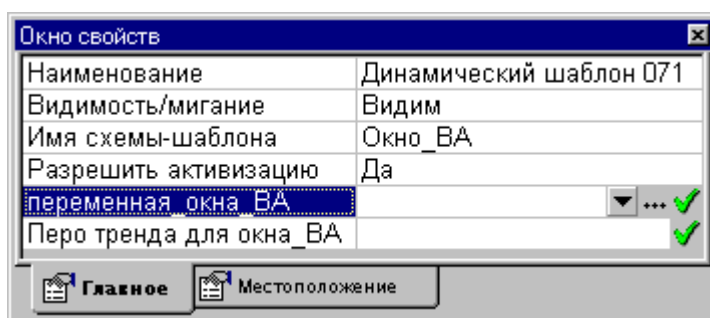 Окно свойств
Наименование Динамический шаблон 071
Видимость/мигание Видим
Имя схемы-шаблона Окно_ВА
Разрешить активизацию Да
переменная_окна_ВА ...
Перо тренда для окна_ВА
Главное Местоположение